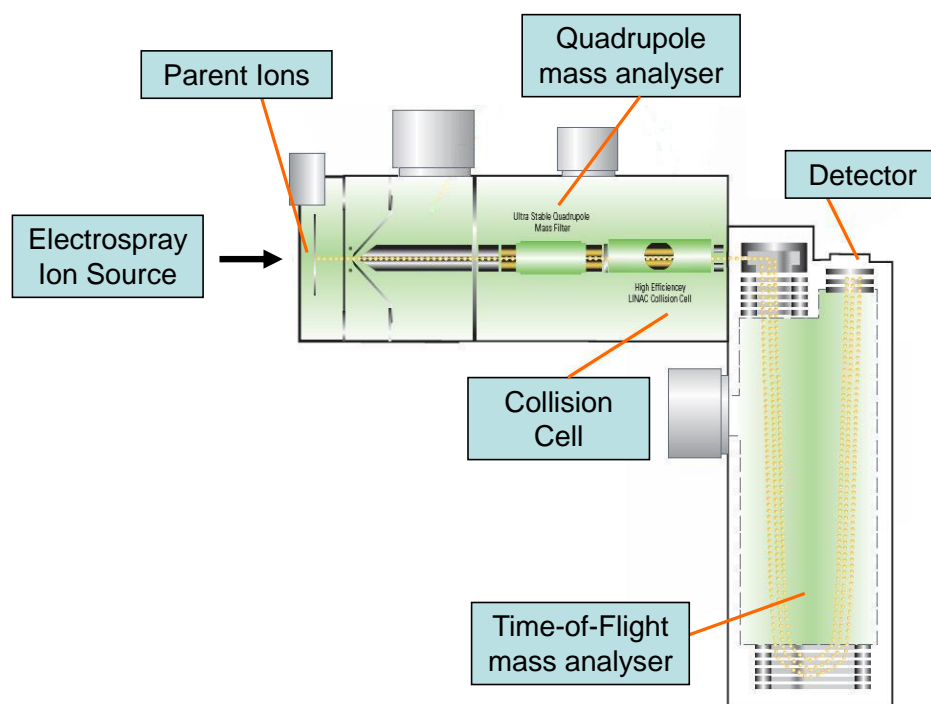 Quadrupole
mass analyser
Parent Ions
Detector
Ultra Stable Quadrupole
Mass Filter
Electrospray
Ion Source
High Efficiencey
LINAC Collision Cell
Collision
Cell
Time-of-Flight
mass analyser